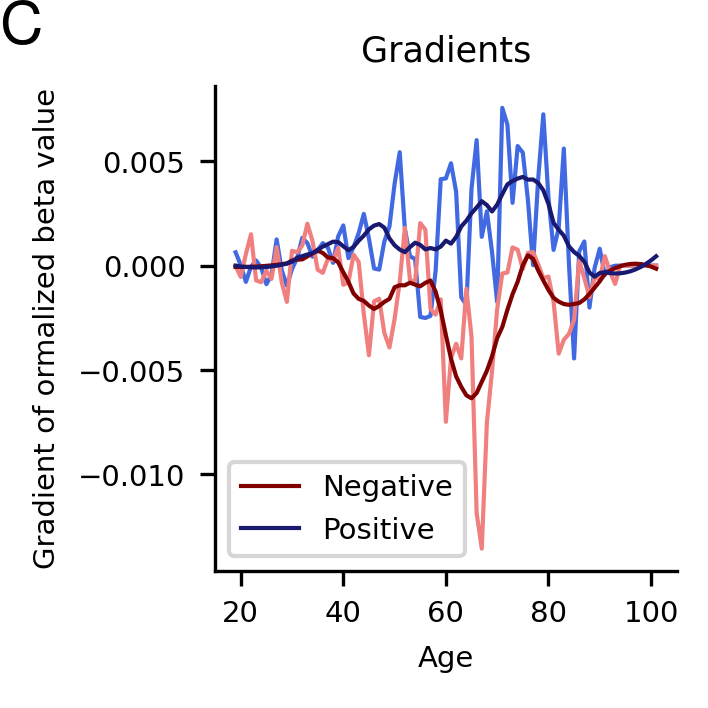 C
Gradients
Gradient of ormalized beta value
0.005
0.000
−0.005
−0.010
Negative
Positive
20 40 60 80 100
Age